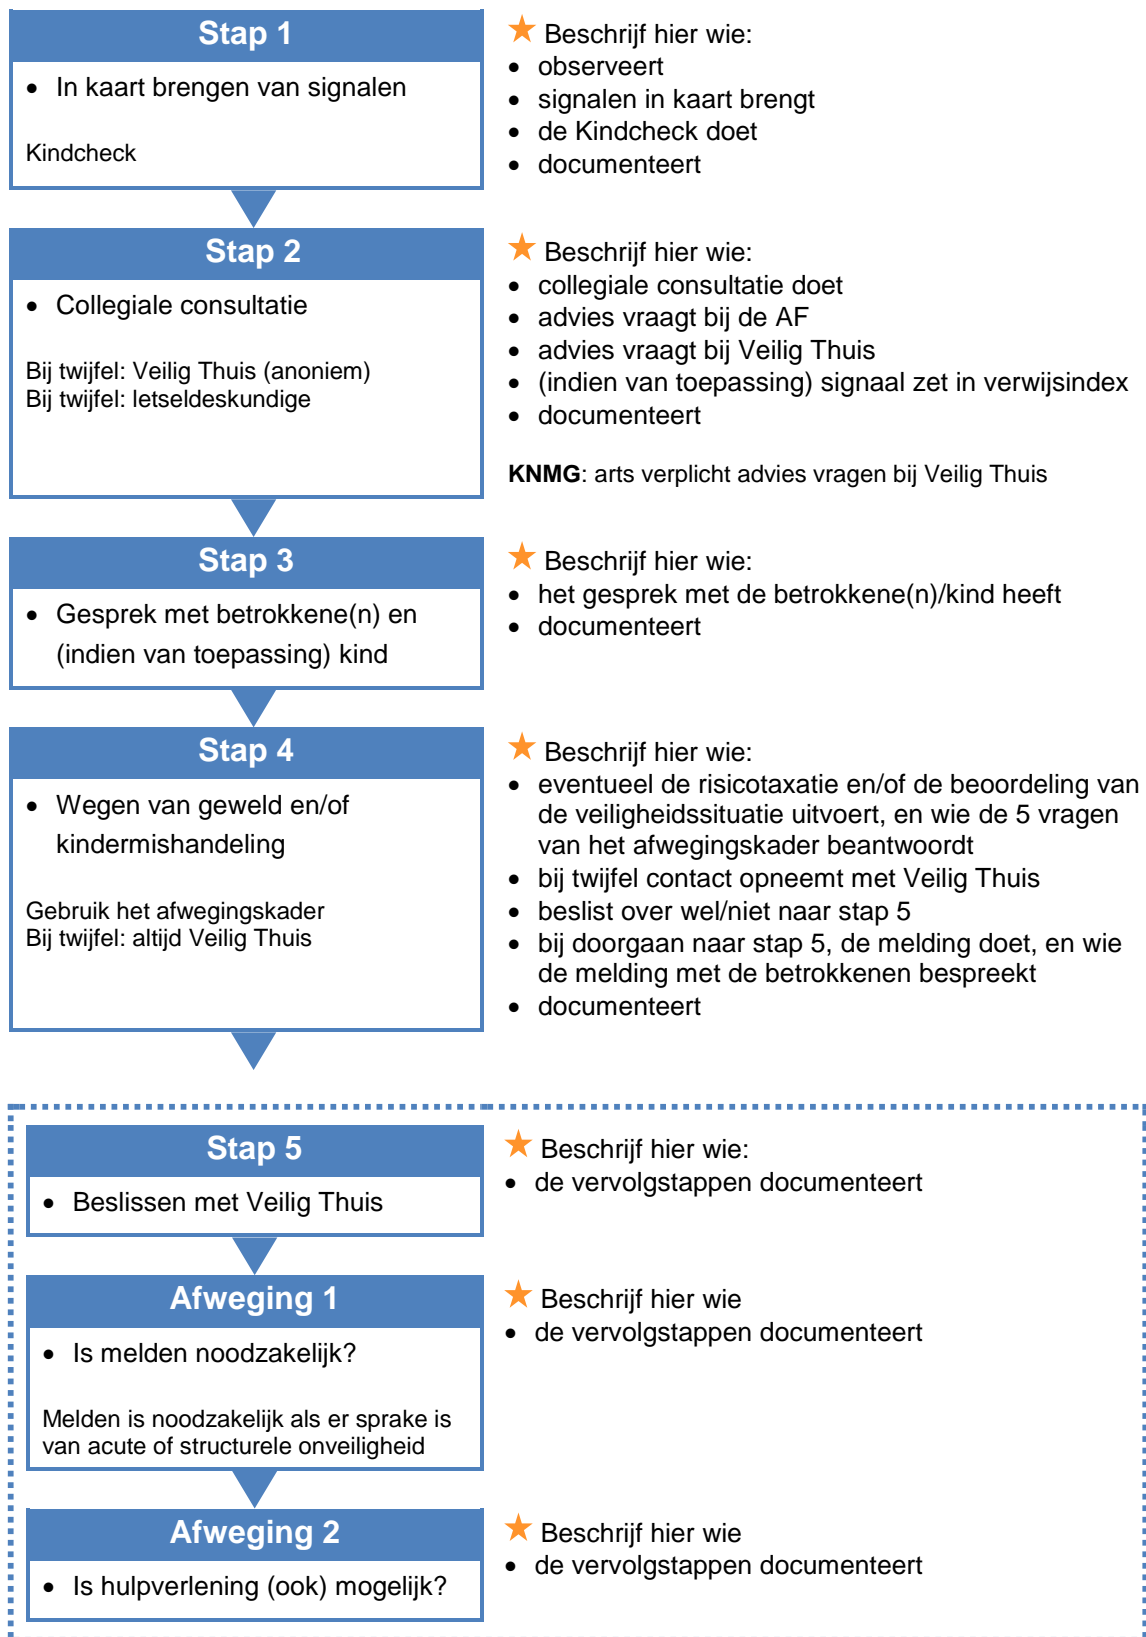 Stap 1
• In kaart brengen van signalen
Kindcheck
★ Beschrijf hier wie:
• observeert
• signalen in kaart brengt
• de Kindcheck doet
• documenteert
Stap 2
• Collegiale consultatie
Bij twijfel: Veilig Thuis (anoniem)
Bij twijfel: letseldeskundige
★ Beschrijf hier wie:
• collegiale consultatie doet
• advies vraagt bij de AF
• advies vraagt bij Veilig Thuis
• (indien van toepassing) signaal zet in verwijsindex
• documenteert
KNMG: arts verplicht advies vragen bij Veilig Thuis
Stap 3
• Gesprek met betrokkene(n) en
(indien van toepassing) kind
★ Beschrijf hier wie:
• het gesprek met de betrokkene(n)/kind heeft
• documenteert
Stap 4
• Wegen van geweld en/of
kindermishandeling
Gebruik het afwegingskader
Bij twijfel: altijd Veilig Thuis
★ Beschrijf hier wie:
• eventueel de risicotaxatie en/of de beoordeling van
de veiligheidssituatie uitvoert, en wie de 5 vragen
van het afwegingskader beantwoordt
• bij twijfel contact opneemt met Veilig Thuis
• beslist over wel/niet naar stap 5
• bij doorgaan naar stap 5, de melding doet, en wie
de melding met de betrokkenen bespreekt
• documenteert
Stap 5
• Beslissen met Veilig Thuis
★ Beschrijf hier wie:
• de vervolgstappen documenteert
Afweging 1
• Is melden noodzakelijk?
Melden is noodzakelijk als er sprake is
van acute of structurele onveiligheid
★ Beschrijf hier wie
• de vervolgstappen documenteert
Afweging 2
• Is hulpverlening (ook) mogelijk?
★ Beschrijf hier wie
• de vervolgstappen documenteert